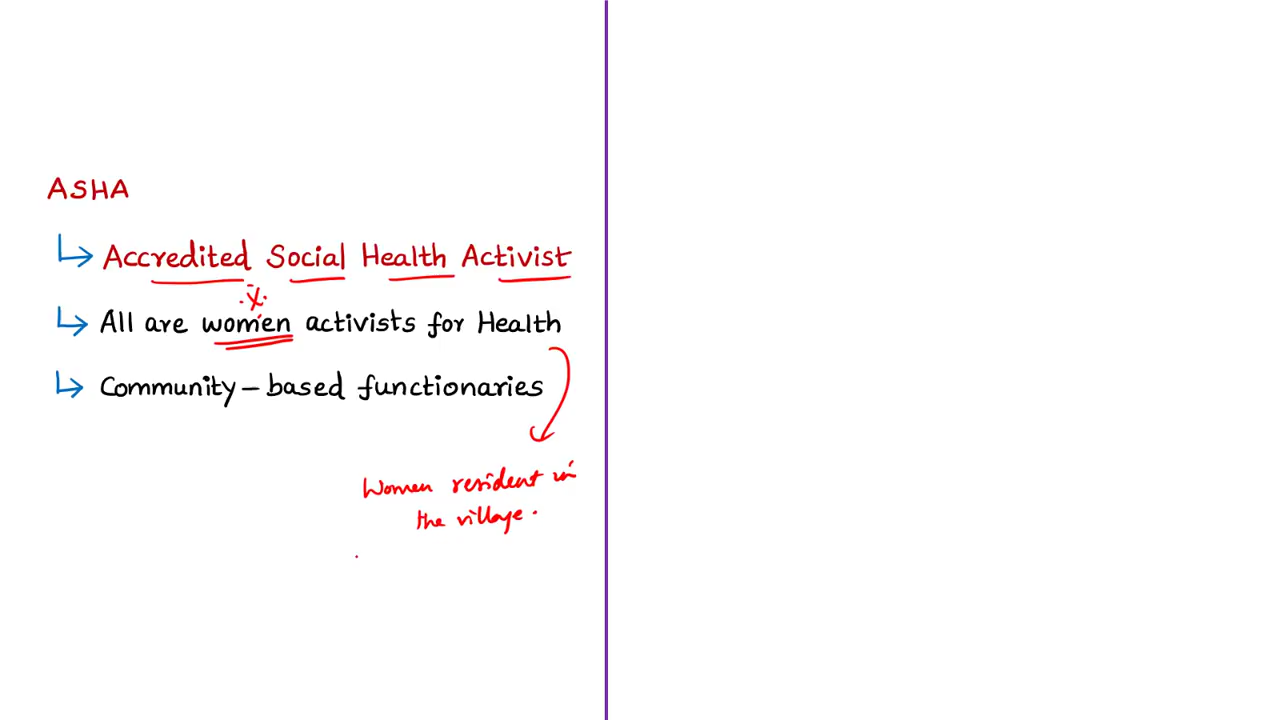 ASHA
Accredited Social Health Activist
All are women activists for Health
Community-based functionaries
Women resident in
the village.